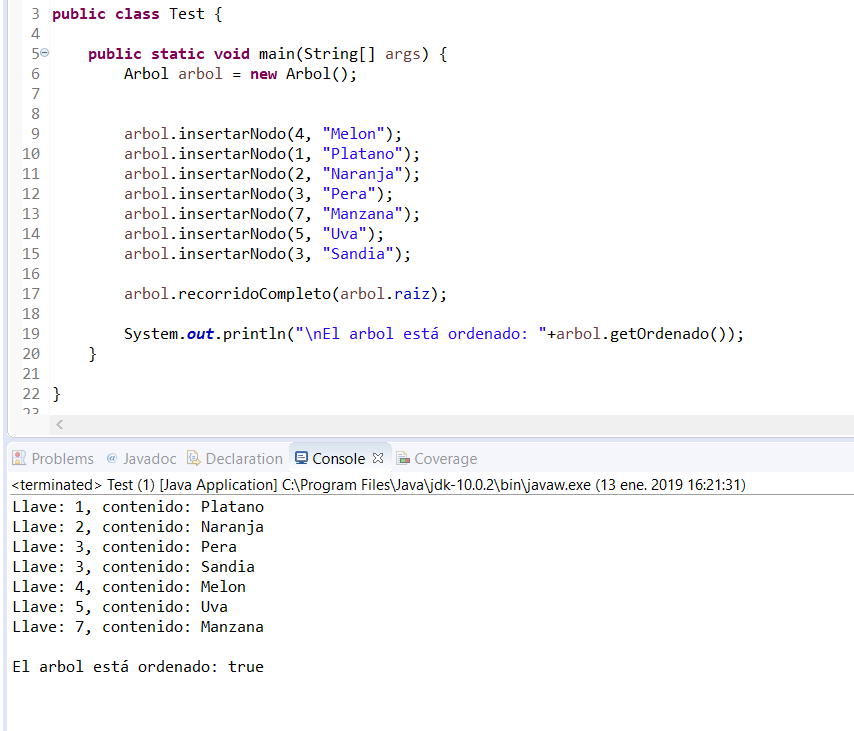 3 public class Test {
4
5 public static void main(String[] args) {
6 Arbol arbol = new Arbol();
7
8
9 arbol.insertarNodo(4, "Melon");
10 arbol.insertarNodo(1, "Platano");
11 arbol.insertarNodo(2, "Naranja");
12 arbol.insertarNodo(3, "Pera");
13 arbol.insertarNodo(7, "Manzana");
14 arbol.insertarNodo(5, "Uva");
15 arbol.insertarNodo(3, "Sandia");
16
17 arbol.recorridoCompleto(arbol.raiz);
18
19 System.out.println("\nEl arbol está ordenado: "+arbol.getOrdenado());
20 }
21
22 }
23
Problems @ Javadoc Declaration Console Coverage
<terminated> Test (1) [Java Application] C:\Program Files\Java\jdk-10.0.2\bin\javaw.exe (13 ene. 2019 16:21:31)
Llave: 1, contenido: Platano
Llave: 2, contenido: Naranja
Llave: 3, contenido: Pera
Llave: 3, contenido: Sandia
Llave: 4, contenido: Melon
Llave: 5, contenido: Uva
Llave: 7, contenido: Manzana

El arbol está ordenado: true